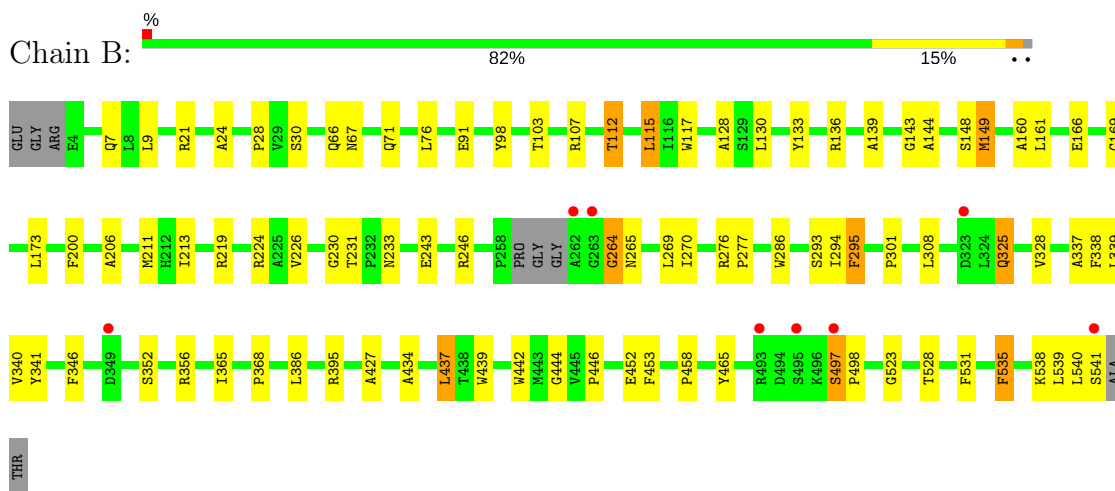 %
Chain B:
82% 15% • •
GLU GLY ARG E4 Q7 L8 L9 R21 A24 P28 V29 S30 Q66 N67 Q71 L76 E91 Y98 T103 R107 T112 L115 I116 W117 A128 S129 L130 Y133 R136 A139 G143 A144 S148 M149 A160 L161 E166
L173 F200 A206 M211 H212 I213 R219 R224 A225 V226 G230 T231 P232 N233 E243 R246 P258 PRO GLY GLY A262 G263 G264 N265 L269 I270 R276 P277 W286 S293 I294 F295 P301 L308 D323 L324 Q325 V328 A337 F338 L339
V340 Y341 F346 D349 S352 R356 I365 P368 L386 R395 A427 A434 L437 T438 W439 W442 M443 G444 V445 P446 E452 F453 P458 Y465 R493 D494 S495 K496 S497 P498 G523 T528 F531 F535 K538 L539 L540 S541 ALA
THR